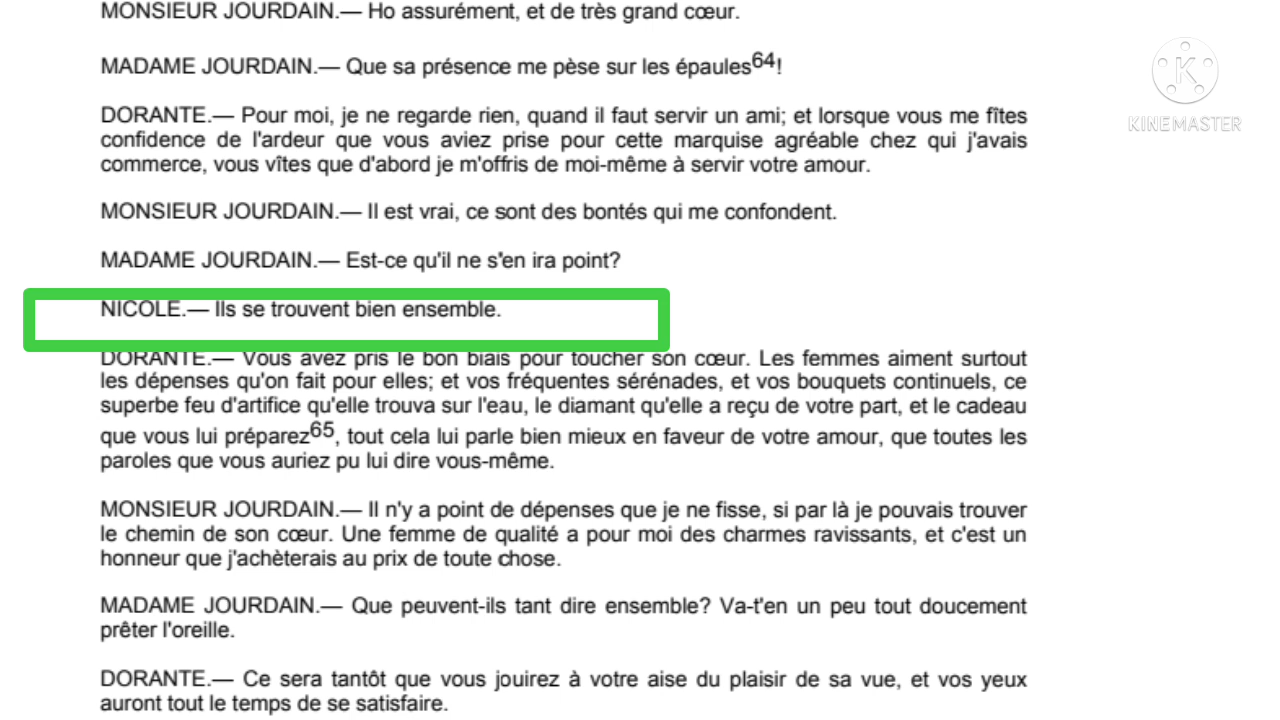 MONSIEUR JOURDAIN.— Ho assurément, et de très grand cœur.
MADAME JOURDAIN.— Que sa présence me pèse sur les épaules64!
DORANTE.— Pour moi, je ne regarde rien, quand il faut servir un ami; et lorsque vous me fîtes
confidence de l'ardeur que vous aviez prise pour cette marquise agréable chez qui j'avais
commerce, vous vîtes que d'abord je m'offris de moi-même à servir votre amour.
MONSIEUR JOURDAIN.— Il est vrai, ce sont des bontés qui me confondent.
MADAME JOURDAIN.— Est-ce qu'il ne s'en ira point?
NICOLE.— Ils se trouvent bien ensemble.
DORANTE.— Vous avez pris le bon biais pour toucher son cœur. Les femmes aiment surtout
les dépenses qu'on fait pour elles; et vos fréquentes sérénades, et vos bouquets continuels, ce
superbe feu d'artifice qu'elle trouva sur l'eau, le diamant qu'elle a reçu de votre part, et le cadeau
que vous lui préparez65, tout cela lui parle bien mieux en faveur de votre amour, que toutes les
paroles que vous auriez pu lui dire vous-même.
MONSIEUR JOURDAIN.— Il n'y a point de dépenses que je ne fisse, si par là je pouvais trouver
le chemin de son cœur. Une femme de qualité a pour moi des charmes ravissants, et c'est un
honneur que j'achèterais au prix de toute chose.
MADAME JOURDAIN.— Que peuvent-ils tant dire ensemble? Va-t'en un peu tout doucement
prêter l'oreille.
DORANTE.— Ce sera tantôt que vous jouirez à votre aise du plaisir de sa vue, et vos yeux
auront tout le temps de se satisfaire.
K
KINEMASTER